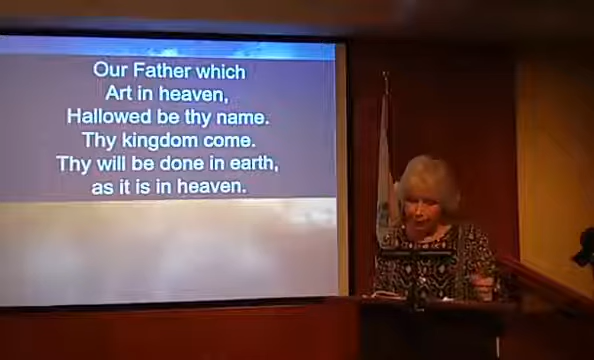 Our Father which
Art in heaven,
Hallowed be thy name.
Thy kingdom come.
Thy will be done in earth,
as it is in heaven.